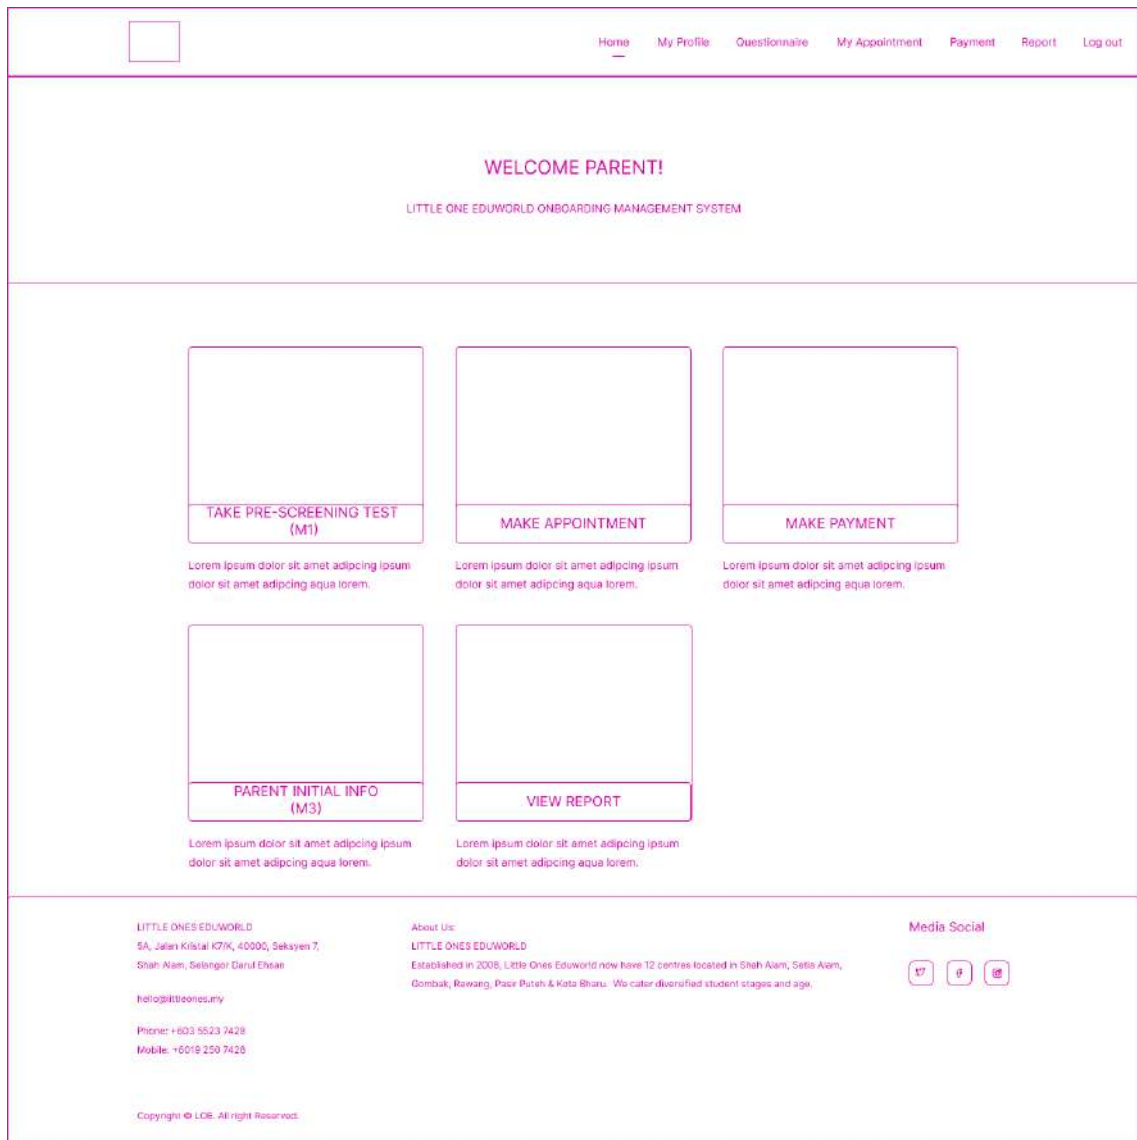 Home My Profile Questionnaire My Appointment Payment Report Log out
WELCOME PARENT!
LITTLE ONE EDUWORLD ONBOARDING MANAGEMENT SYSTEM
TAKE PRE-SCREENING TEST
(M1)
MAKE APPOINTMENT
MAKE PAYMENT
Lorem ipsum dolor sit amet adipcing ipsum
dolor sit amet adipcing aqua lorem.
Lorem ipsum dolor sit amet adipcing ipsum
dolor sit amet adipcing aqua lorem.
Lorem ipsum dolor sit amet adipcing ipsum
dolor sit amet adipcing aqua lorem.
PARENT INITIAL INFO
(M3)
VIEW REPORT
Lorem ipsum dolor sit amet adipcing ipsum
dolor sit amet adipcing aqua lorem.
Lorem ipsum dolor sit amet adipcing ipsum
dolor sit amet adipcing aqua lorem.
LITTLE ONES EDUWORLD
5A, Jalan Kristal K7/K, 40000, Seksyen 7,
Shah Alam, Selangor Darul Ehsan
hello@littleones.my
Phone: +603 5523 7428
Mobile: +6019 250 7428
About Us:
LITTLE ONES EDUWORLD
Established in 2008, Little Ones Eduworld now have 12 centres located in Shah Alam, Setia Alam,
Gombak, Rawang, Pasir Puteh & Kota Bharu. We cater diversified student stages and age.
Media Social
Copyright © LOE. All right Reserved.